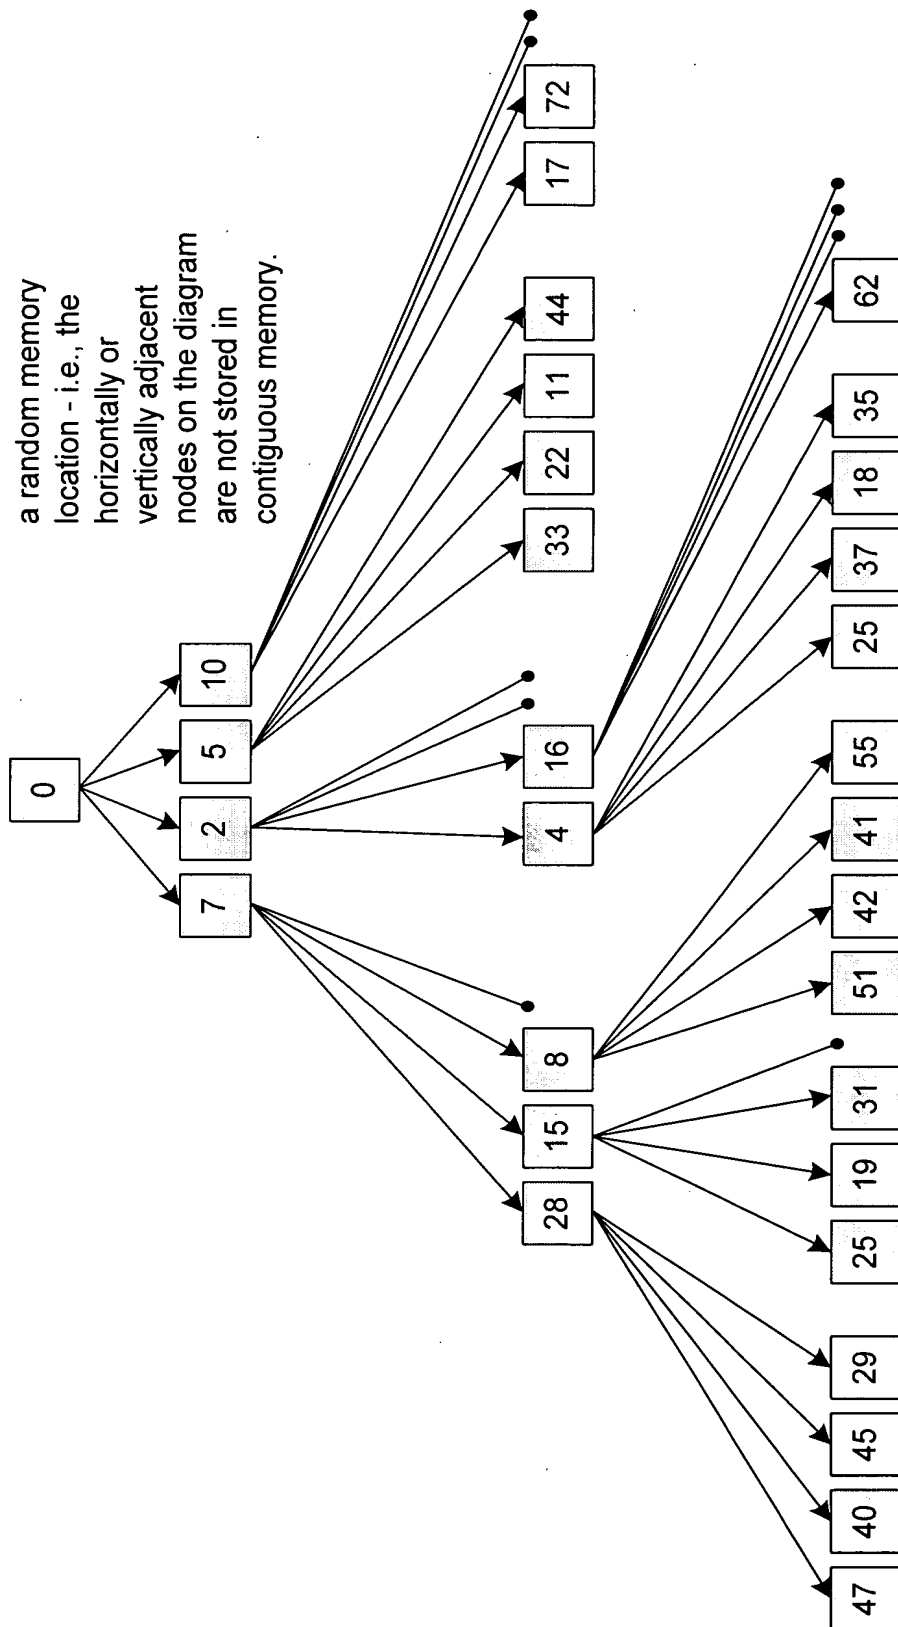 a random memory
location - i.e., the
horizontally or
vertically adjacent
nodes on the diagram
are not stored in
contiguous memory.
0
7 2 5 10
28 15 8 4 16 33 22 11 44 17 72
47 40 45 29 25 19 31 51 42 41 55 25 37 18 35 62